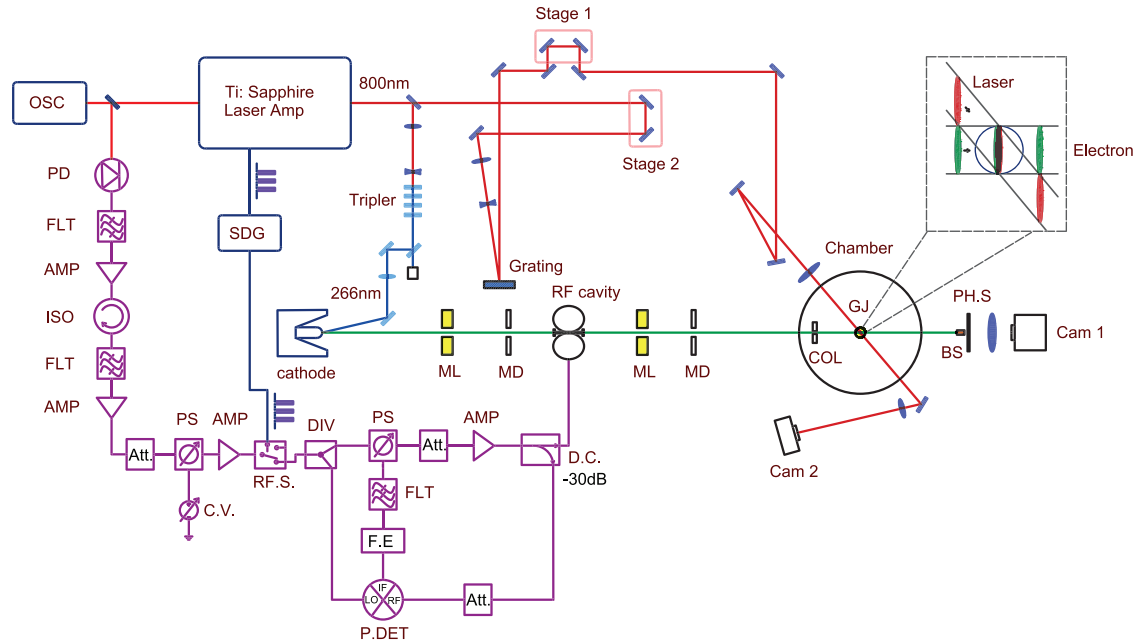 Stage 1
OSC
Ti: Sapphire
Laser Amp
800nm
Stage 2
Laser
Electron
PD
Tripler
FLT
SDG
AMP
Chamber
Grating
RF cavity
266nm
GJ
PH.S
ISO
cathode
ML
MD
ML
MD
COL
BS
Cam 1
FLT
AMP
PS
AMP
DIV
PS
AMP
Att.
RF.S.
Att.
D.C.
-30dB
Cam 2
C.V.
FLT
F.E
IF
LO
RF
Att.
P.DET